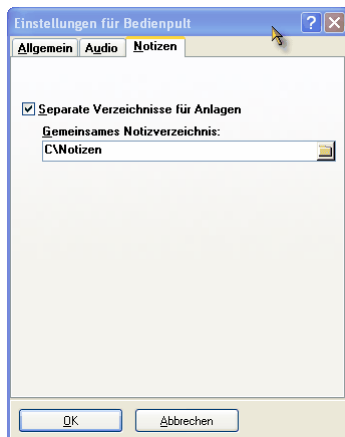 Einstellungen für Bedienpult
Allgemein Audio Notizen
Separate Verzeichnisse für Anlagen
Gemeinsames Notizverzeichnis:
C\Notizen
OK Abbrechen